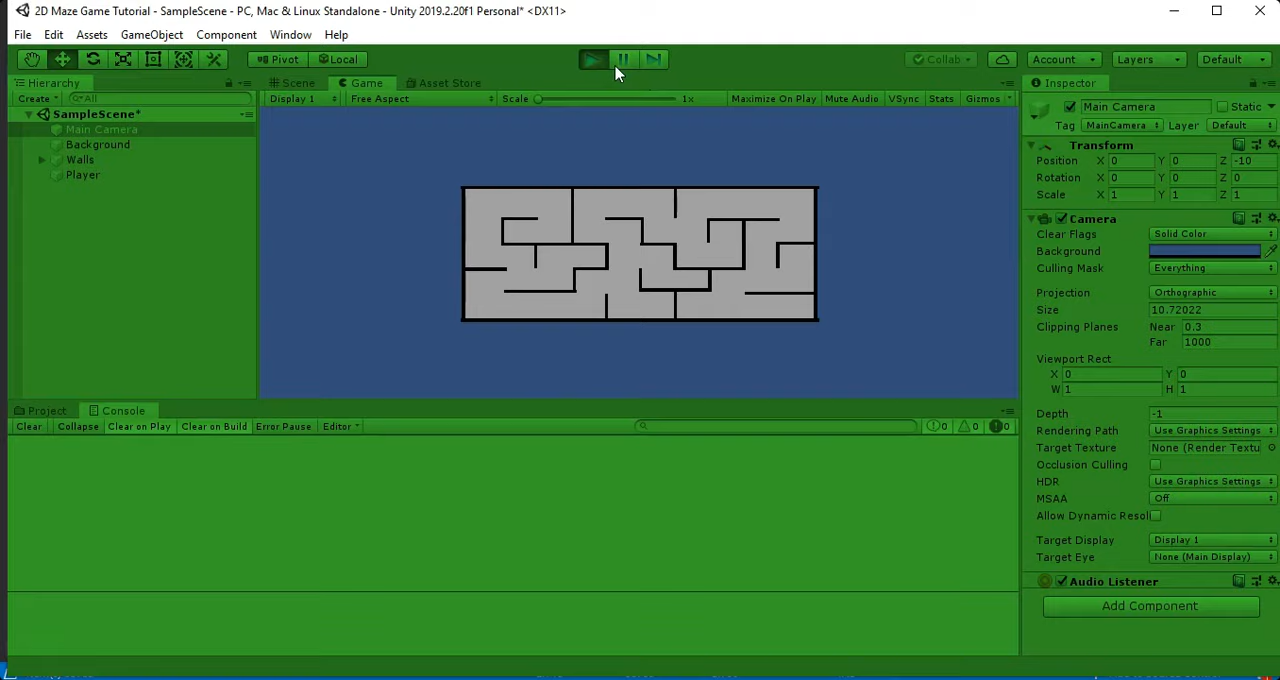 2D Maze Game Tutorial - SampleScene - PC, Mac & Linux Standalone - Unity 2019.2.20f1 Personal* <DX11>
File Edit Assets GameObject Component Window Help
Pivot Local Collab Account Layers Default
Hierarchy Scene Game Asset Store Inspector
Create All Display 1 Free Aspect Scale 1x Maximize On Play Mute Audio VSync Stats Gizmos
SampleScene*
Main Camera
Background
Walls
Player
Main Camera Static
Tag MainCamera Layer Default
Transform
Position X 0 Y 0 Z -10
Rotation X 0 Y 0 Z 0
Scale X 1 Y 1 Z 1
Camera
Clear Flags Solid Color
Background
Culling Mask Everything
Projection Orthographic
Size 10.72022
Clipping Planes Near 0.3
Far 1000
Viewport Rect
X 0 Y 0
W 1 H 1
Depth -1
Rendering Path Use Graphics Settings
Target Texture None (Render Textu
Occlusion Culling
HDR Use Graphics Settings
MSAA Off
Allow Dynamic Resol
Target Display Display 1
Target Eye None (Main Display)
Audio Listener
Add Component
Project Console
Clear Collapse Clear on Play Clear on Build Error Pause Editor 0 0 0